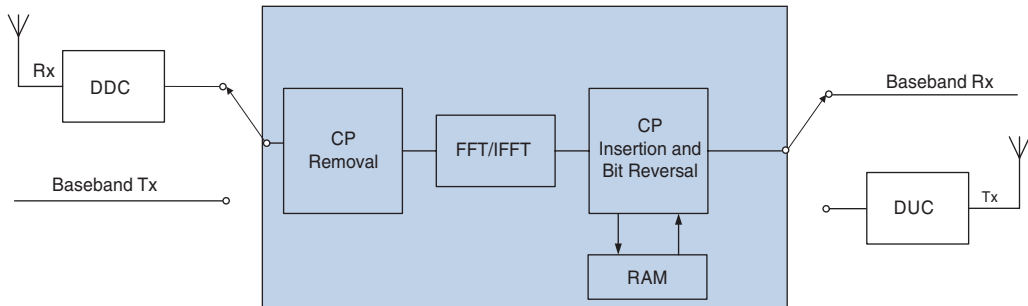 Rx
DDC
Baseband Tx
CP
Removal
FFT/IFFT
CP
Insertion and
Bit Reversal
RAM
Baseband Rx
DUC
Tx